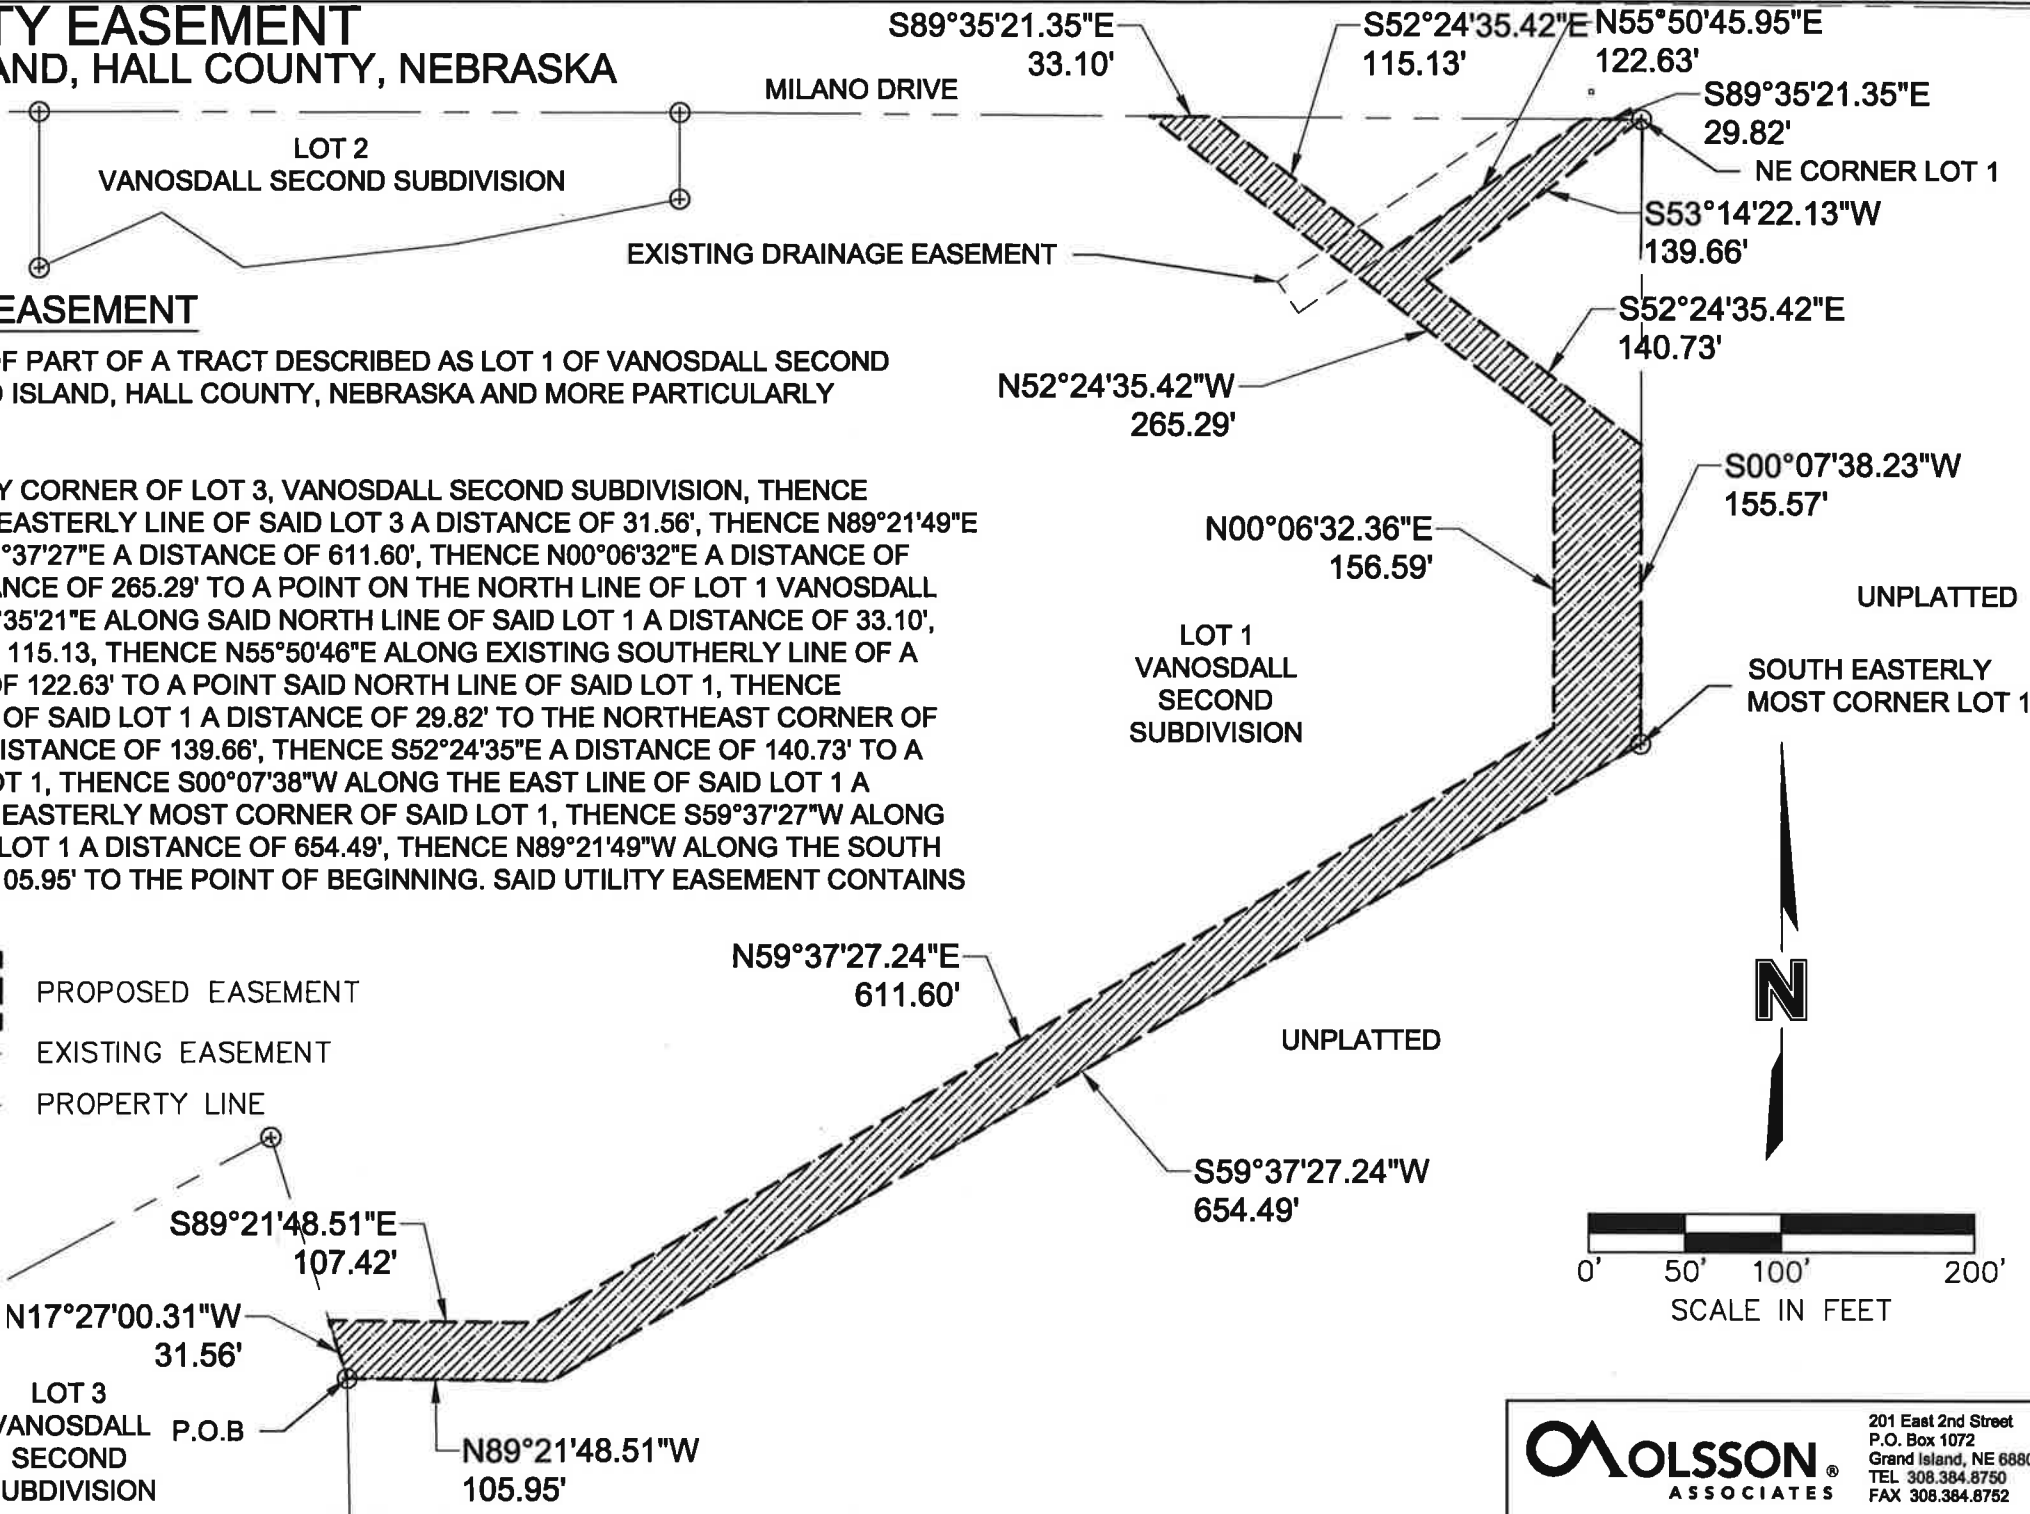 TY EASEMENT
AND, HALL COUNTY, NEBRASKA
S89°35'21.35"E
33.10'
S52°24'35.42"E
115.13'
N55°50'45.95"E
122.63'
S89°35'21.35"E
29.82'
NE CORNER LOT 1
MILANO DRIVE
LOT 2
VANOSDALL SECOND SUBDIVISION
S53°14'22.13"W
139.66'
EXISTING DRAINAGE EASEMENT
S52°24'35.42"E
140.73'
N52°24'35.42"W
265.29'
EASEMENT
OF PART OF A TRACT DESCRIBED AS LOT 1 OF VANOSDALL SECOND
D ISLAND, HALL COUNTY, NEBRASKA AND MORE PARTICULARLY
Y CORNER OF LOT 3, VANOSDALL SECOND SUBDIVISION, THENCE
EASTERLY LINE OF SAID LOT 3 A DISTANCE OF 31.56', THENCE N89°21'49"E
°37'27"E A DISTANCE OF 611.60', THENCE N00°06'32"E A DISTANCE OF
ANCE OF 265.29' TO A POINT ON THE NORTH LINE OF LOT 1 VANOSDALL
°35'21"E ALONG SAID NORTH LINE OF SAID LOT 1 A DISTANCE OF 33.10',
115.13, THENCE N55°50'46"E ALONG EXISTING SOUTHERLY LINE OF A
OF 122.63' TO A POINT SAID NORTH LINE OF SAID LOT 1, THENCE
OF SAID LOT 1 A DISTANCE OF 29.82' TO THE NORTHEAST CORNER OF
DISTANCE OF 139.66', THENCE S52°24'35"E A DISTANCE OF 140.73' TO A
OT 1, THENCE S00°07'38"W ALONG THE EAST LINE OF SAID LOT 1 A
EASTERLY MOST CORNER OF SAID LOT 1, THENCE S59°37'27"W ALONG
LOT 1 A DISTANCE OF 654.49', THENCE N89°21'49"W ALONG THE SOUTH
05.95' TO THE POINT OF BEGINNING. SAID UTILITY EASEMENT CONTAINS
S00°07'38.23"W
155.57'
N00°06'32.36"E
156.59'
UNPLATTED
LOT 1
VANOSDALL
SECOND
SUBDIVISION
SOUTH EASTERLY
MOST CORNER LOT 1
PROPOSED EASEMENT
EXISTING EASEMENT
PROPERTY LINE
N59°37'27.24"E
611.60'
UNPLATTED
N
S59°37'27.24"W
654.49'
S89°21'48.51"E
107.42'
N17°27'00.31"W
31.56'
LOT 3
VANOSDALL
SECOND
UBDIVISION
P.O.B
N89°21'48.51"W
105.95'
0' 50' 100' 200'
SCALE IN FEET
OLSSON ®
ASSOCIATES
201 East 2nd Street
P.O. Box 1072
Grand Island, NE 6880
TEL 308.384.8750
FAX 308.384.8752